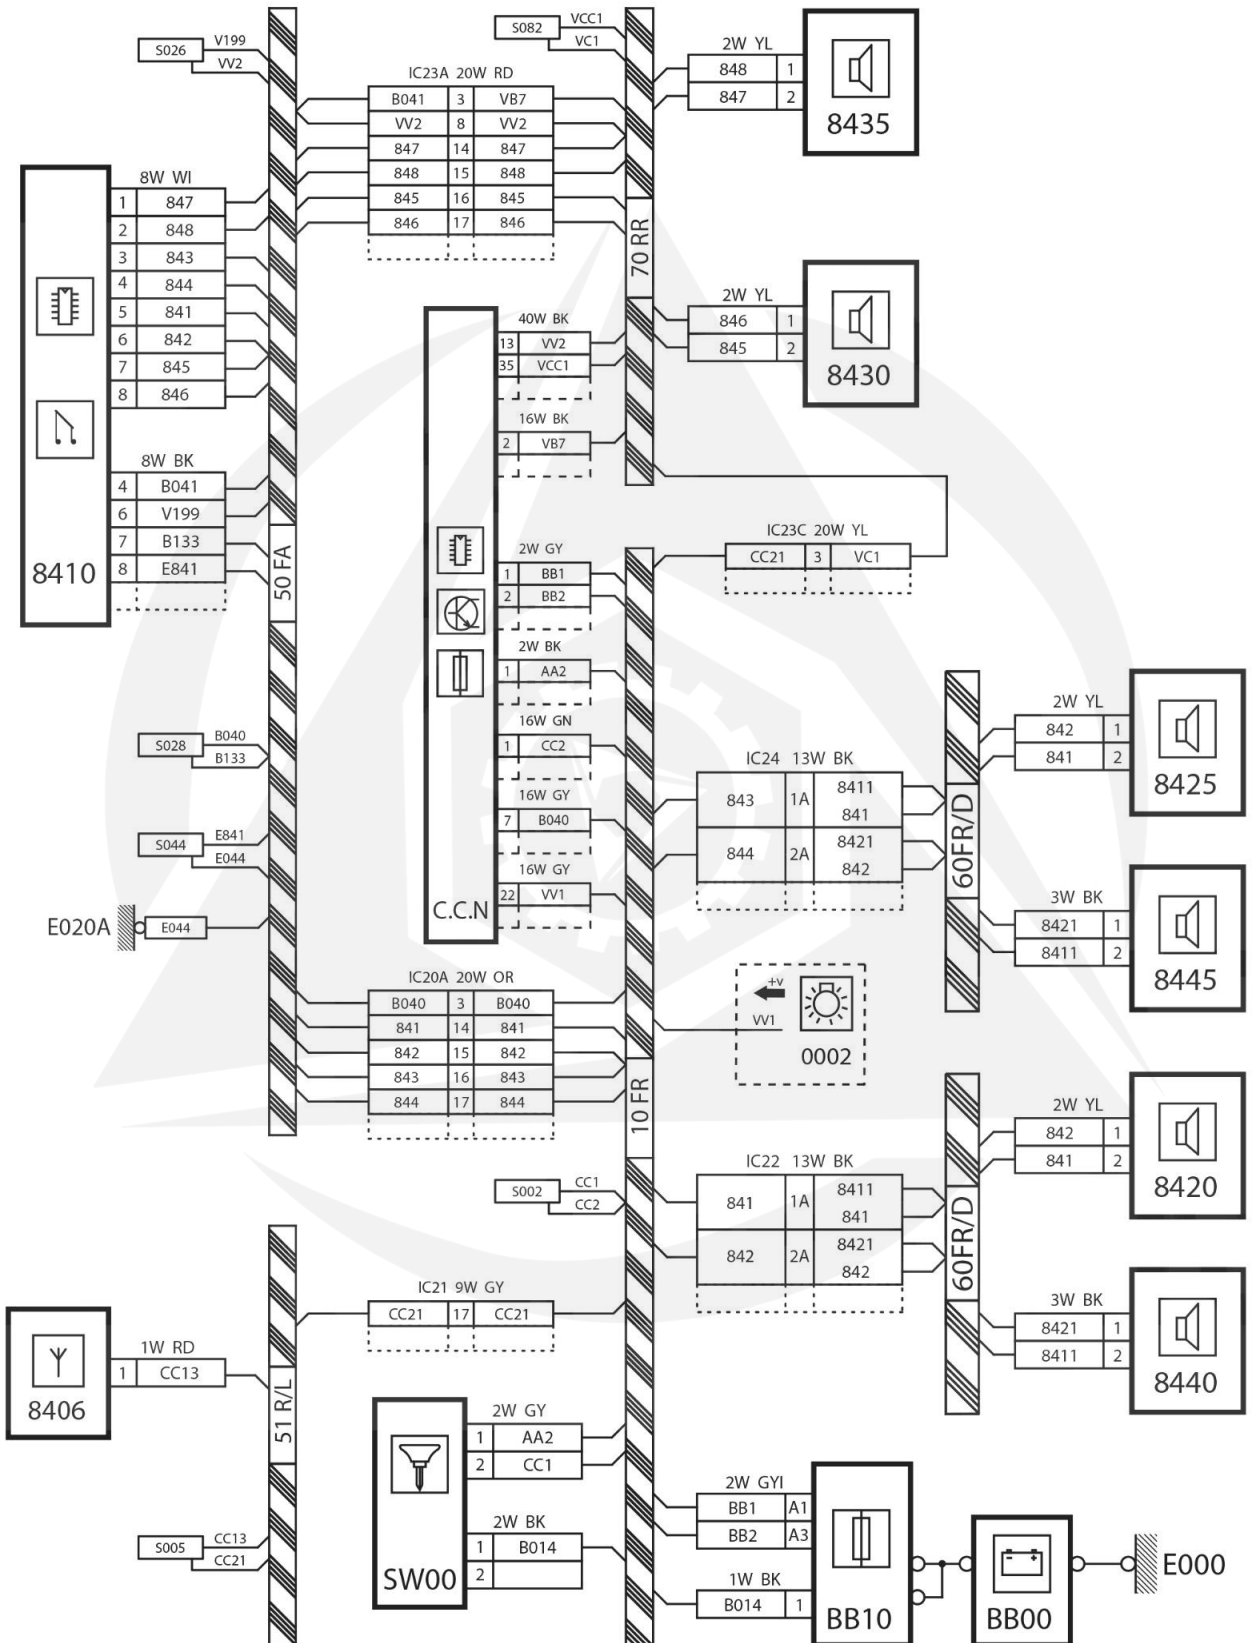 S026 V199
VV2
S082 VCC1
VC1
IC23A 20W RD
B041 3 VB7
VV2 8 VV2
847 14 847
848 15 848
845 16 845
846 17 846
2W YL
848 1
847 2
8435
8W WI
1 847
2 848
3 843
4 844
5 841
6 842
7 845
8 846
8W BK
4 B041
6 V199
7 B133
8 E841
8410
50 FA
70 RR
2W YL
846 1
845 2
8430
40W BK
13 VV2
35 VCC1
16W BK
2 VB7
2W GY
1 BB1
2 BB2
2W BK
1 AA2
16W GN
1 CC2
16W GY
7 B040
16W GY
22 VV1
C.C.N
IC23C 20W YL
CC21 3 VC1
S028 B040
B133
S044 E841
E044
E020A E044
IC24 13W BK
843 1A 8411
841
844 2A 8421
842
60FR/D
2W YL
842 1
841 2
8425
3W BK
8421 1
8411 2
8445
IC20A 20W OR
B040 3 B040
841 14 841
842 15 842
843 16 843
844 17 844
+v
VV1
0002
10 FR
S002 CC1
CC2
IC22 13W BK
841 1A 8411
841
842 2A 8421
842
60FR/D
2W YL
842 1
841 2
8420
3W BK
8421 1
8411 2
8440
IC21 9W GY
CC21 17 CC21
1W RD
1 CC13
8406
51 R/L
S005 CC13
CC21
2W GY
1 AA2
2 CC1
2W BK
1 B014
2
SW00
2W GYI
BB1 A1
BB2 A3
1W BK
B014 1
BB10
BB00
E000